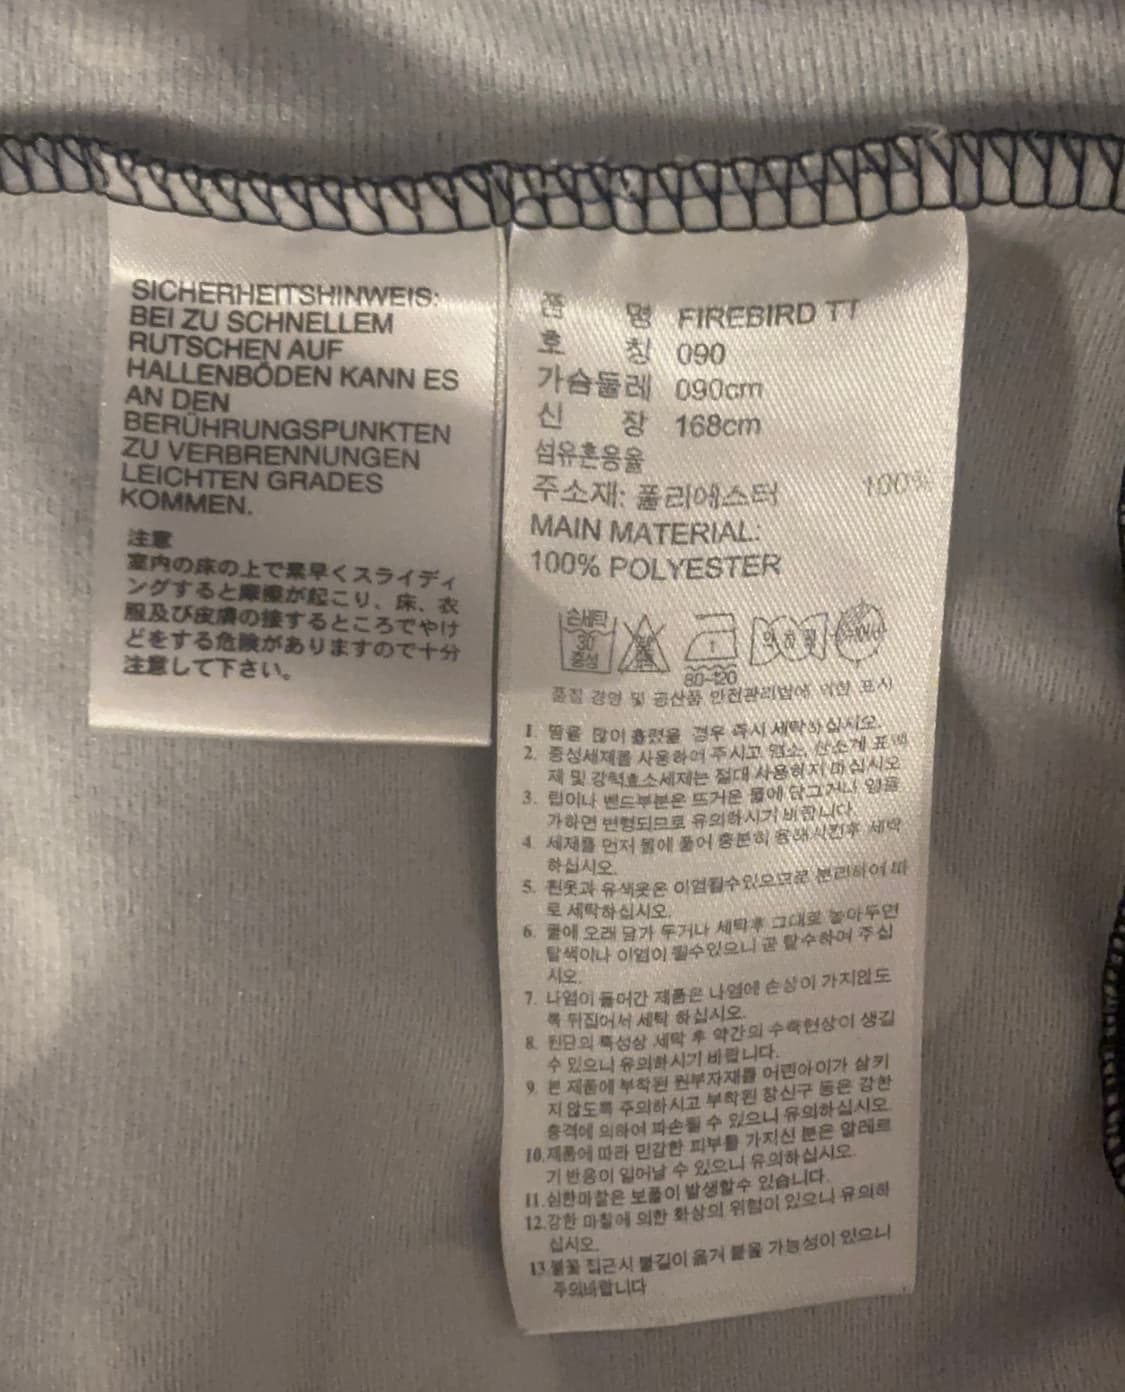 SICHERHEITSHINWEIS:
BEI ZU SCHNELLEM
RUTSCHEN AUF
HALLENBÖDEN KANN ES
AN DEN
BERÜHRUNGSPUNKTEN
ZU VERBRENNUNGEN
LEICHTEN GRADES
KOMMEN.
注意
室内の床の上で素早くスライディ
ングすると摩擦が起こり、床、衣
服及び皮膚の接するところでやけ
どをする危険がありますので十分
注意して下さい。
품 명 FIREBIRD TT
호 칭 090
가슴둘레 090cm
신 장 168cm
섬유혼용율
주소재: 폴리에스터 100%
MAIN MATERIAL:
100% POLYESTER
손세탁
30
중성
80~120
품질 경영 및 공산품 안전관리법에 의한 표시
1. 땀을 많이 흘렸을 경우 즉시 세탁하십시오.
2. 중성세제를 사용하여 주시고 염소, 산소계 표백
제 및 강력효소세제는 절대 사용하지 마십시오
3. 립이나 밴드부분은 뜨거운 물에 담그거나 열을
가하면 변형되므로 유의하시기 바랍니다.
4. 세제를 먼저 물에 풀어 충분히 용해시킨후 세탁
하십시오.
5. 흰옷과 유색옷은 이염될수있으므로 분리하여 따
로 세탁하십시오.
6. 물에 오래 담가 두거나 세탁후 그대로 놓아두면
탈색이나 이염이 될수있으니 곧 탈수하여 주십
시오.
7. 나염이 들어간 제품은 나염에 손상이 가지않도
록 뒤집어서 세탁 하십시오.
8. 원단의 특성상 세탁 후 약간의 수축현상이 생길
수 있으니 유의하시기 바랍니다.
9. 본 제품에 부착된 원부자재를 어린아이가 삼키
지 않도록 주의하시고 부착된 장신구 등은 강한
충격에 의하여 파손될 수 있으니 유의하십시오
10.제품에 따라 민감한 피부를 가지신 분은 알레르
기 반응이 일어날 수 있으니 유의하십시오.
11.심한마찰은 보풀이 발생할수 있습니다.
12.강한 마찰에 의한 화상의 위험이 있으니 유의하
십시오.
13.불꽃 접근시 불길이 옮겨 붙을 가능성이 있으니
주의바랍니다